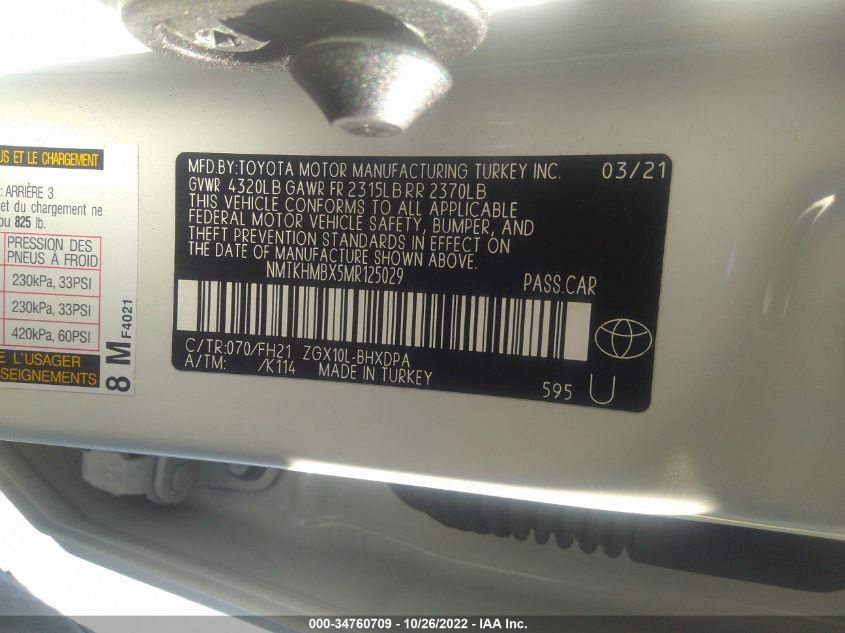 US ET LE CHARGEMENT
: ARRIÈRE 3
et du chargement ne
ou 825 lb.
PRESSION DES
PNEUS À FROID
230kPa, 33PSI
230kPa, 33PSI
420kPa, 60PSI
E L'USAGER
ENSEIGNEMENTS
8 M F4021
MFD.BY:TOYOTA MOTOR MANUFACTURING TURKEY INC. 03/21
GVWR 4320LB GAWR FR 2315LB RR 2370LB
THIS VEHICLE CONFORMS TO ALL APPLICABLE
FEDERAL MOTOR VEHICLE SAFETY, BUMPER, AND
THEFT PREVENTION STANDARDS IN EFFECT ON
THE DATE OF MANUFACTURE SHOWN ABOVE.
NMTKHMBX5MR125029 PASS.CAR
C/TR:070/FH21 ZGX10L-BHXDPA
A/TM: /K114 MADE IN TURKEY
595 U
000-34760709 - 10/26/2022 - IAA Inc.